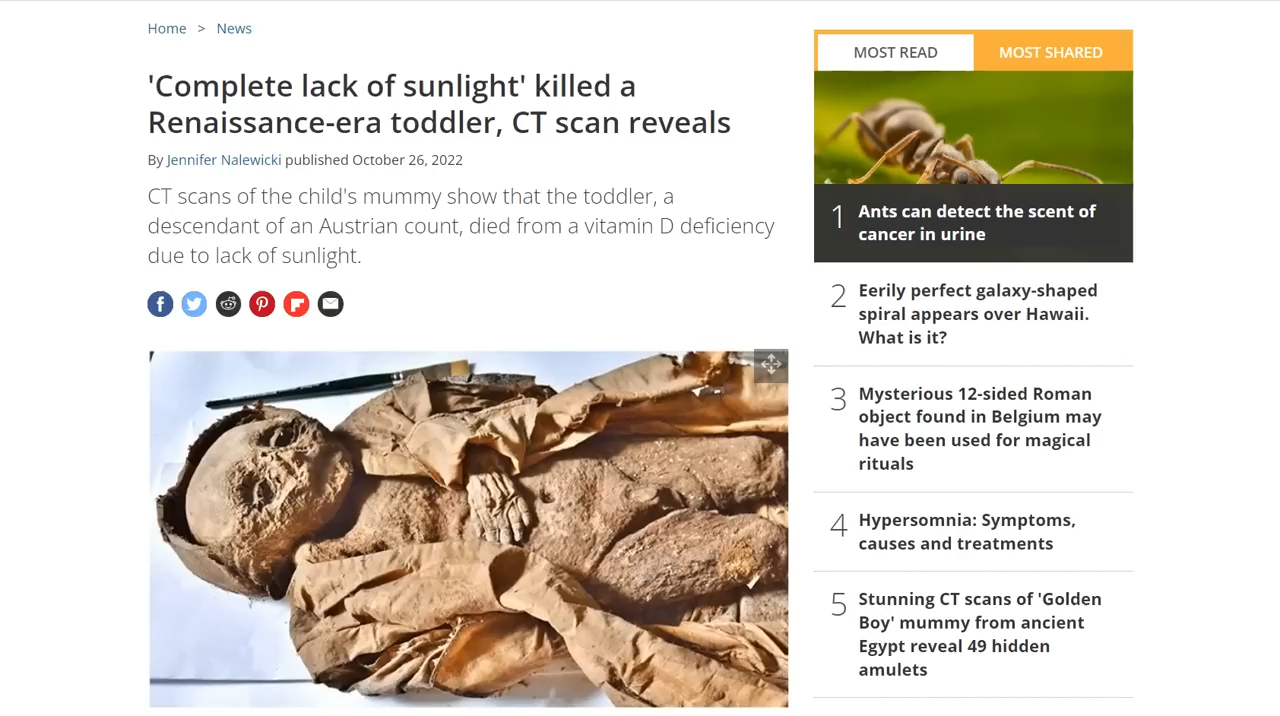 Home > News
'Complete lack of sunlight' killed a
Renaissance-era toddler, CT scan reveals
By Jennifer Nalewicki published October 26, 2022
CT scans of the child's mummy show that the toddler, a
descendant of an Austrian count, died from a vitamin D deficiency
due to lack of sunlight.
MOST READ
MOST SHARED
1
Ants can detect the scent of
cancer in urine
2
Eerily perfect galaxy-shaped
spiral appears over Hawaii.
What is it?
3
Mysterious 12-sided Roman
object found in Belgium may
have been used for magical
rituals
4
Hypersomnia: Symptoms,
causes and treatments
5
Stunning CT scans of 'Golden
Boy' mummy from ancient
Egypt reveal 49 hidden
amulets